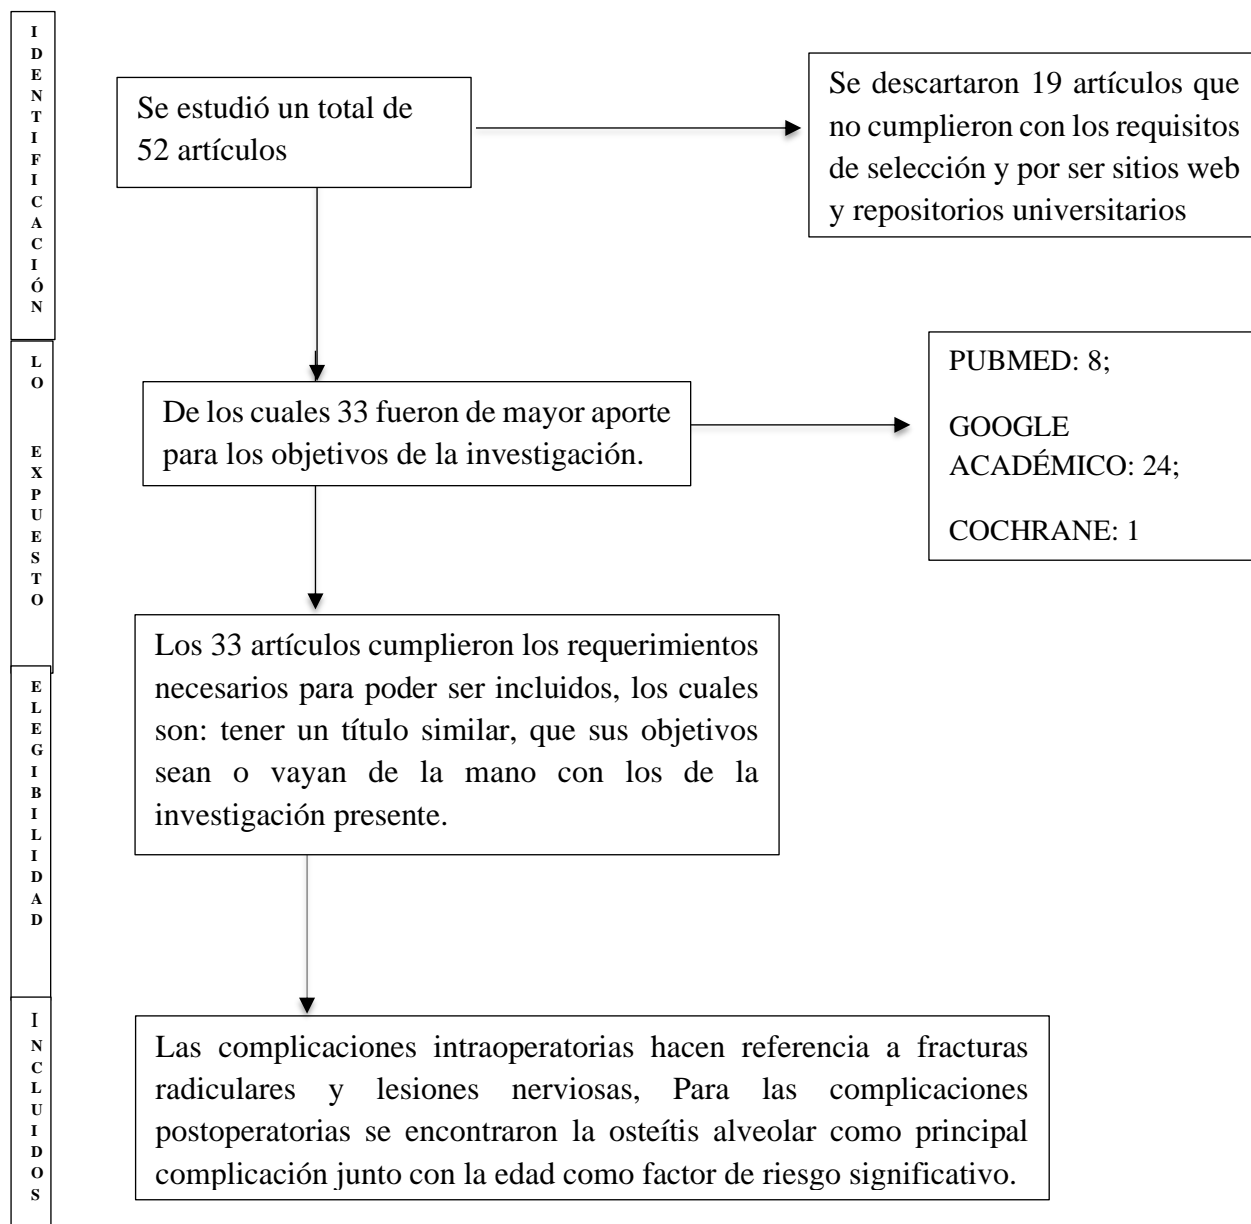 IDENTIFICACIÓN
Se estudió un total de
52 artículos
Se descartaron 19 artículos que
no cumplieron con los requisitos
de selección y por ser sitios web
y repositorios universitarios
LO EXPUESTO
De los cuales 33 fueron de mayor aporte
para los objetivos de la investigación.
PUBMED: 8;
GOOGLE
ACADÉMICO: 24;
COCHRANE: 1
ELEGIBILIDAD
Los 33 artículos cumplieron los requerimientos
necesarios para poder ser incluidos, los cuales
son: tener un título similar, que sus objetivos
sean o vayan de la mano con los de la
investigación presente.
INCLUIDOS
Las complicaciones intraoperatorias hacen referencia a fracturas
radiculares y lesiones nerviosas, Para las complicaciones
postoperatorias se encontraron la osteítis alveolar como principal
complicación junto con la edad como factor de riesgo significativo.